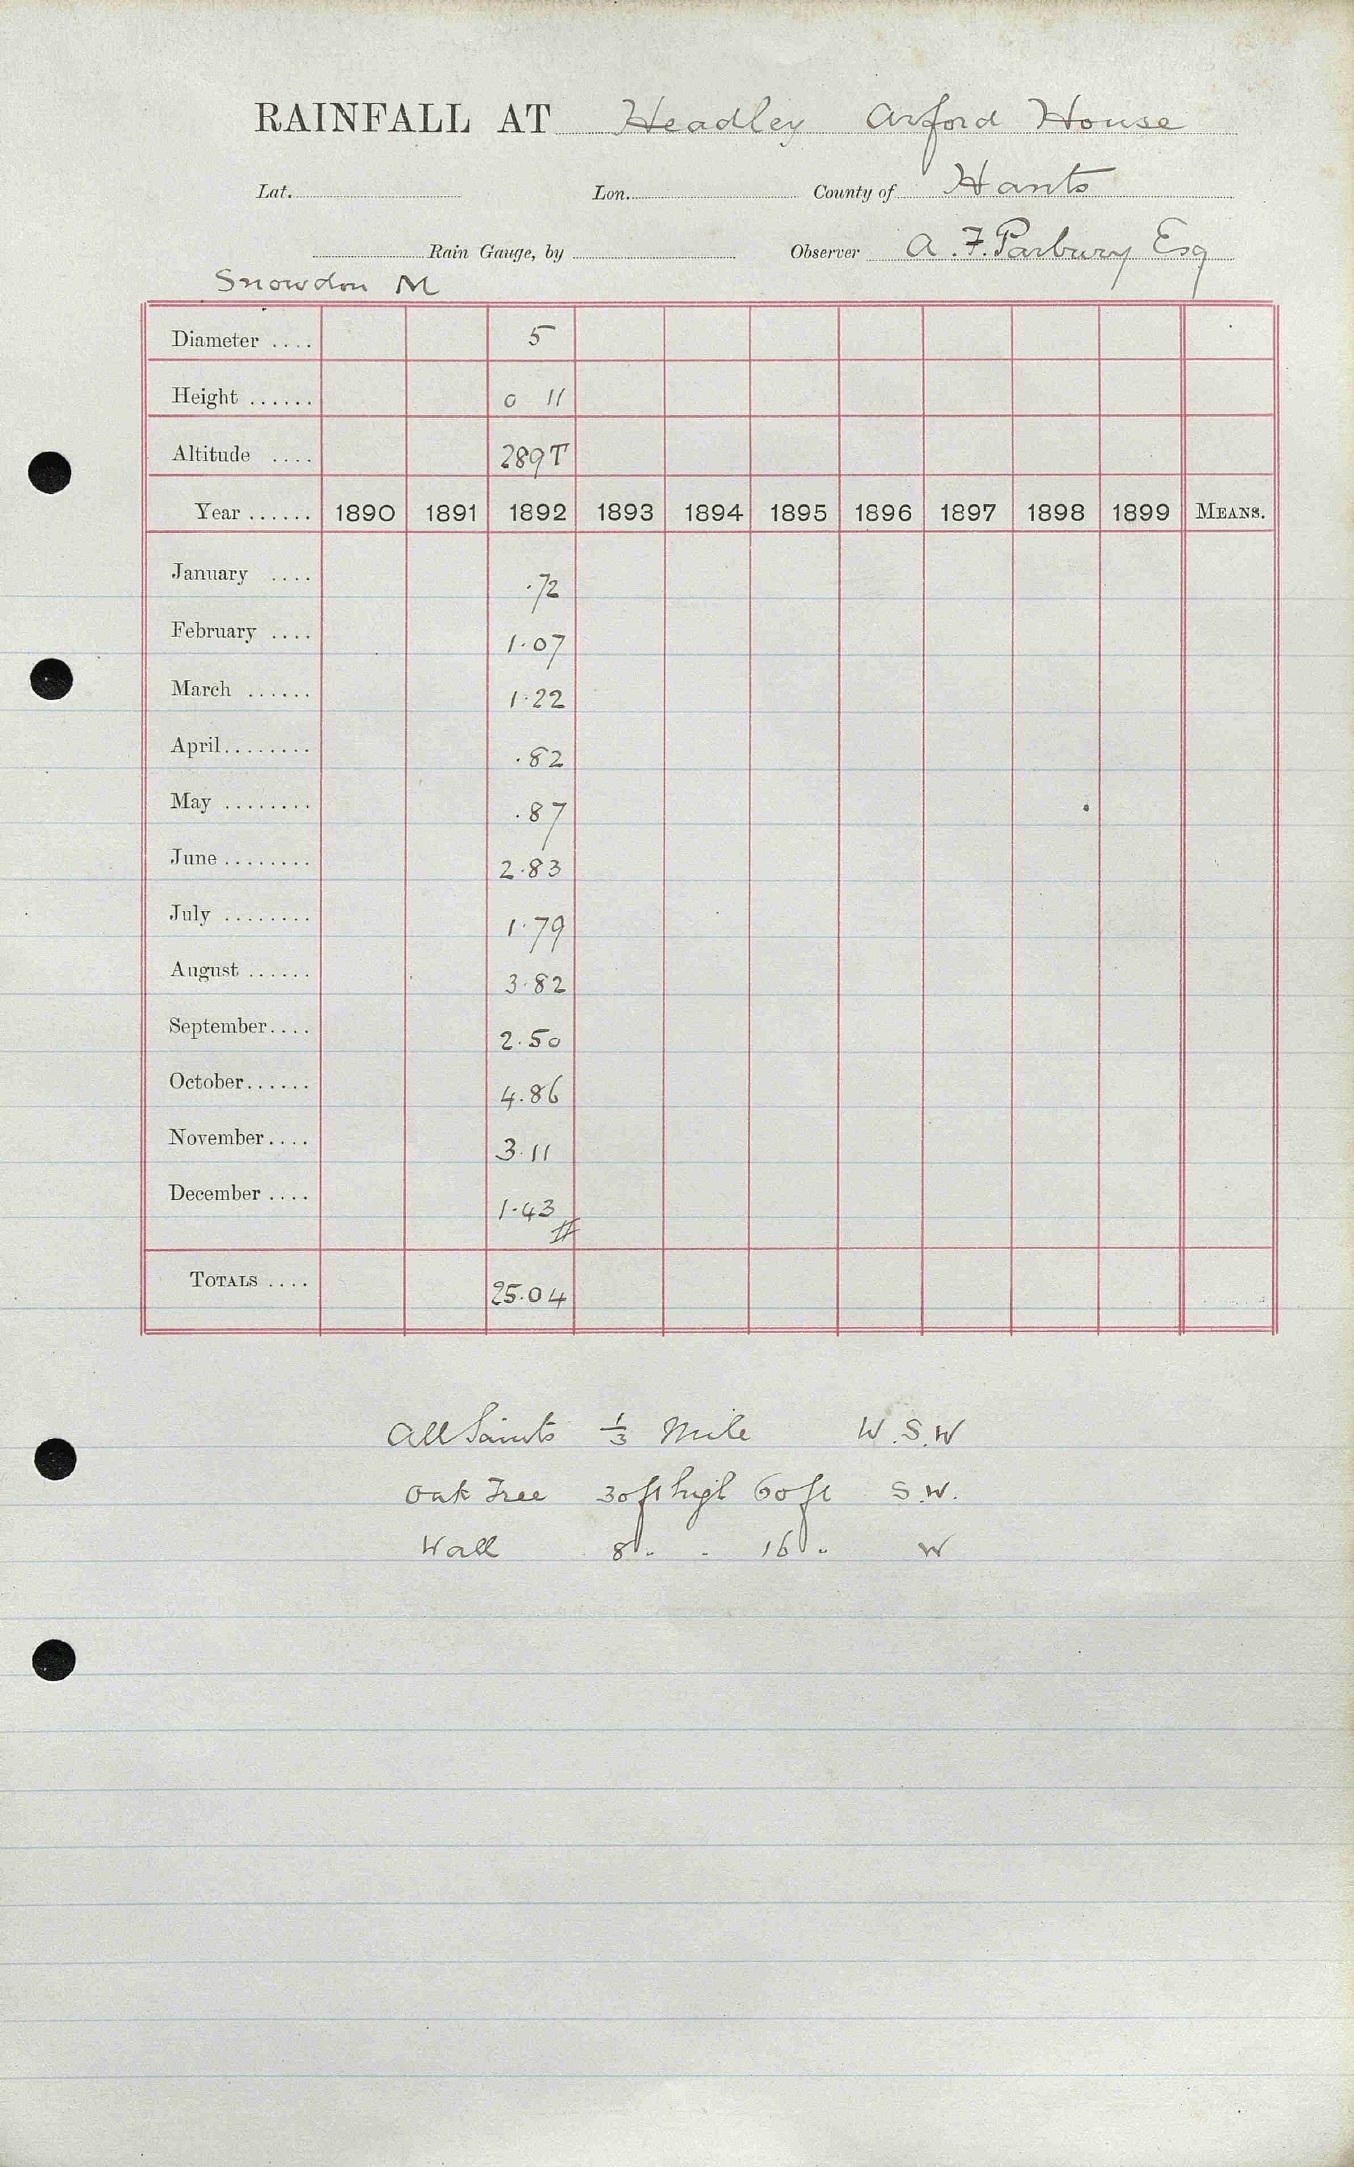 RAINFALL AT Headley Arford House
Lat. Lon. County of Hants
Rain Gauge, by Observer A. F. Parbury Esq
Snowdon M
Diameter .... 5
Height ...... 0 11
Altitude .... 289T
Year ...... 1890 1891 1892 1893 1894 1895 1896 1897 1898 1899 MEANS.
January .... .72
February .... 1.07
March ...... 1.22
April........ .82
May ........ .87
June ........ 2.83
July ........ 1.79
August ...... 3.82
September.... 2.50
October...... 4.86
November.... 3.11
December .... 1.43
TOTALS .... 25.04
All Saints 1/3 Mile W.S.W
Oak Tree 30ft high 60ft S.W.
Wall 8 " " 16 " W